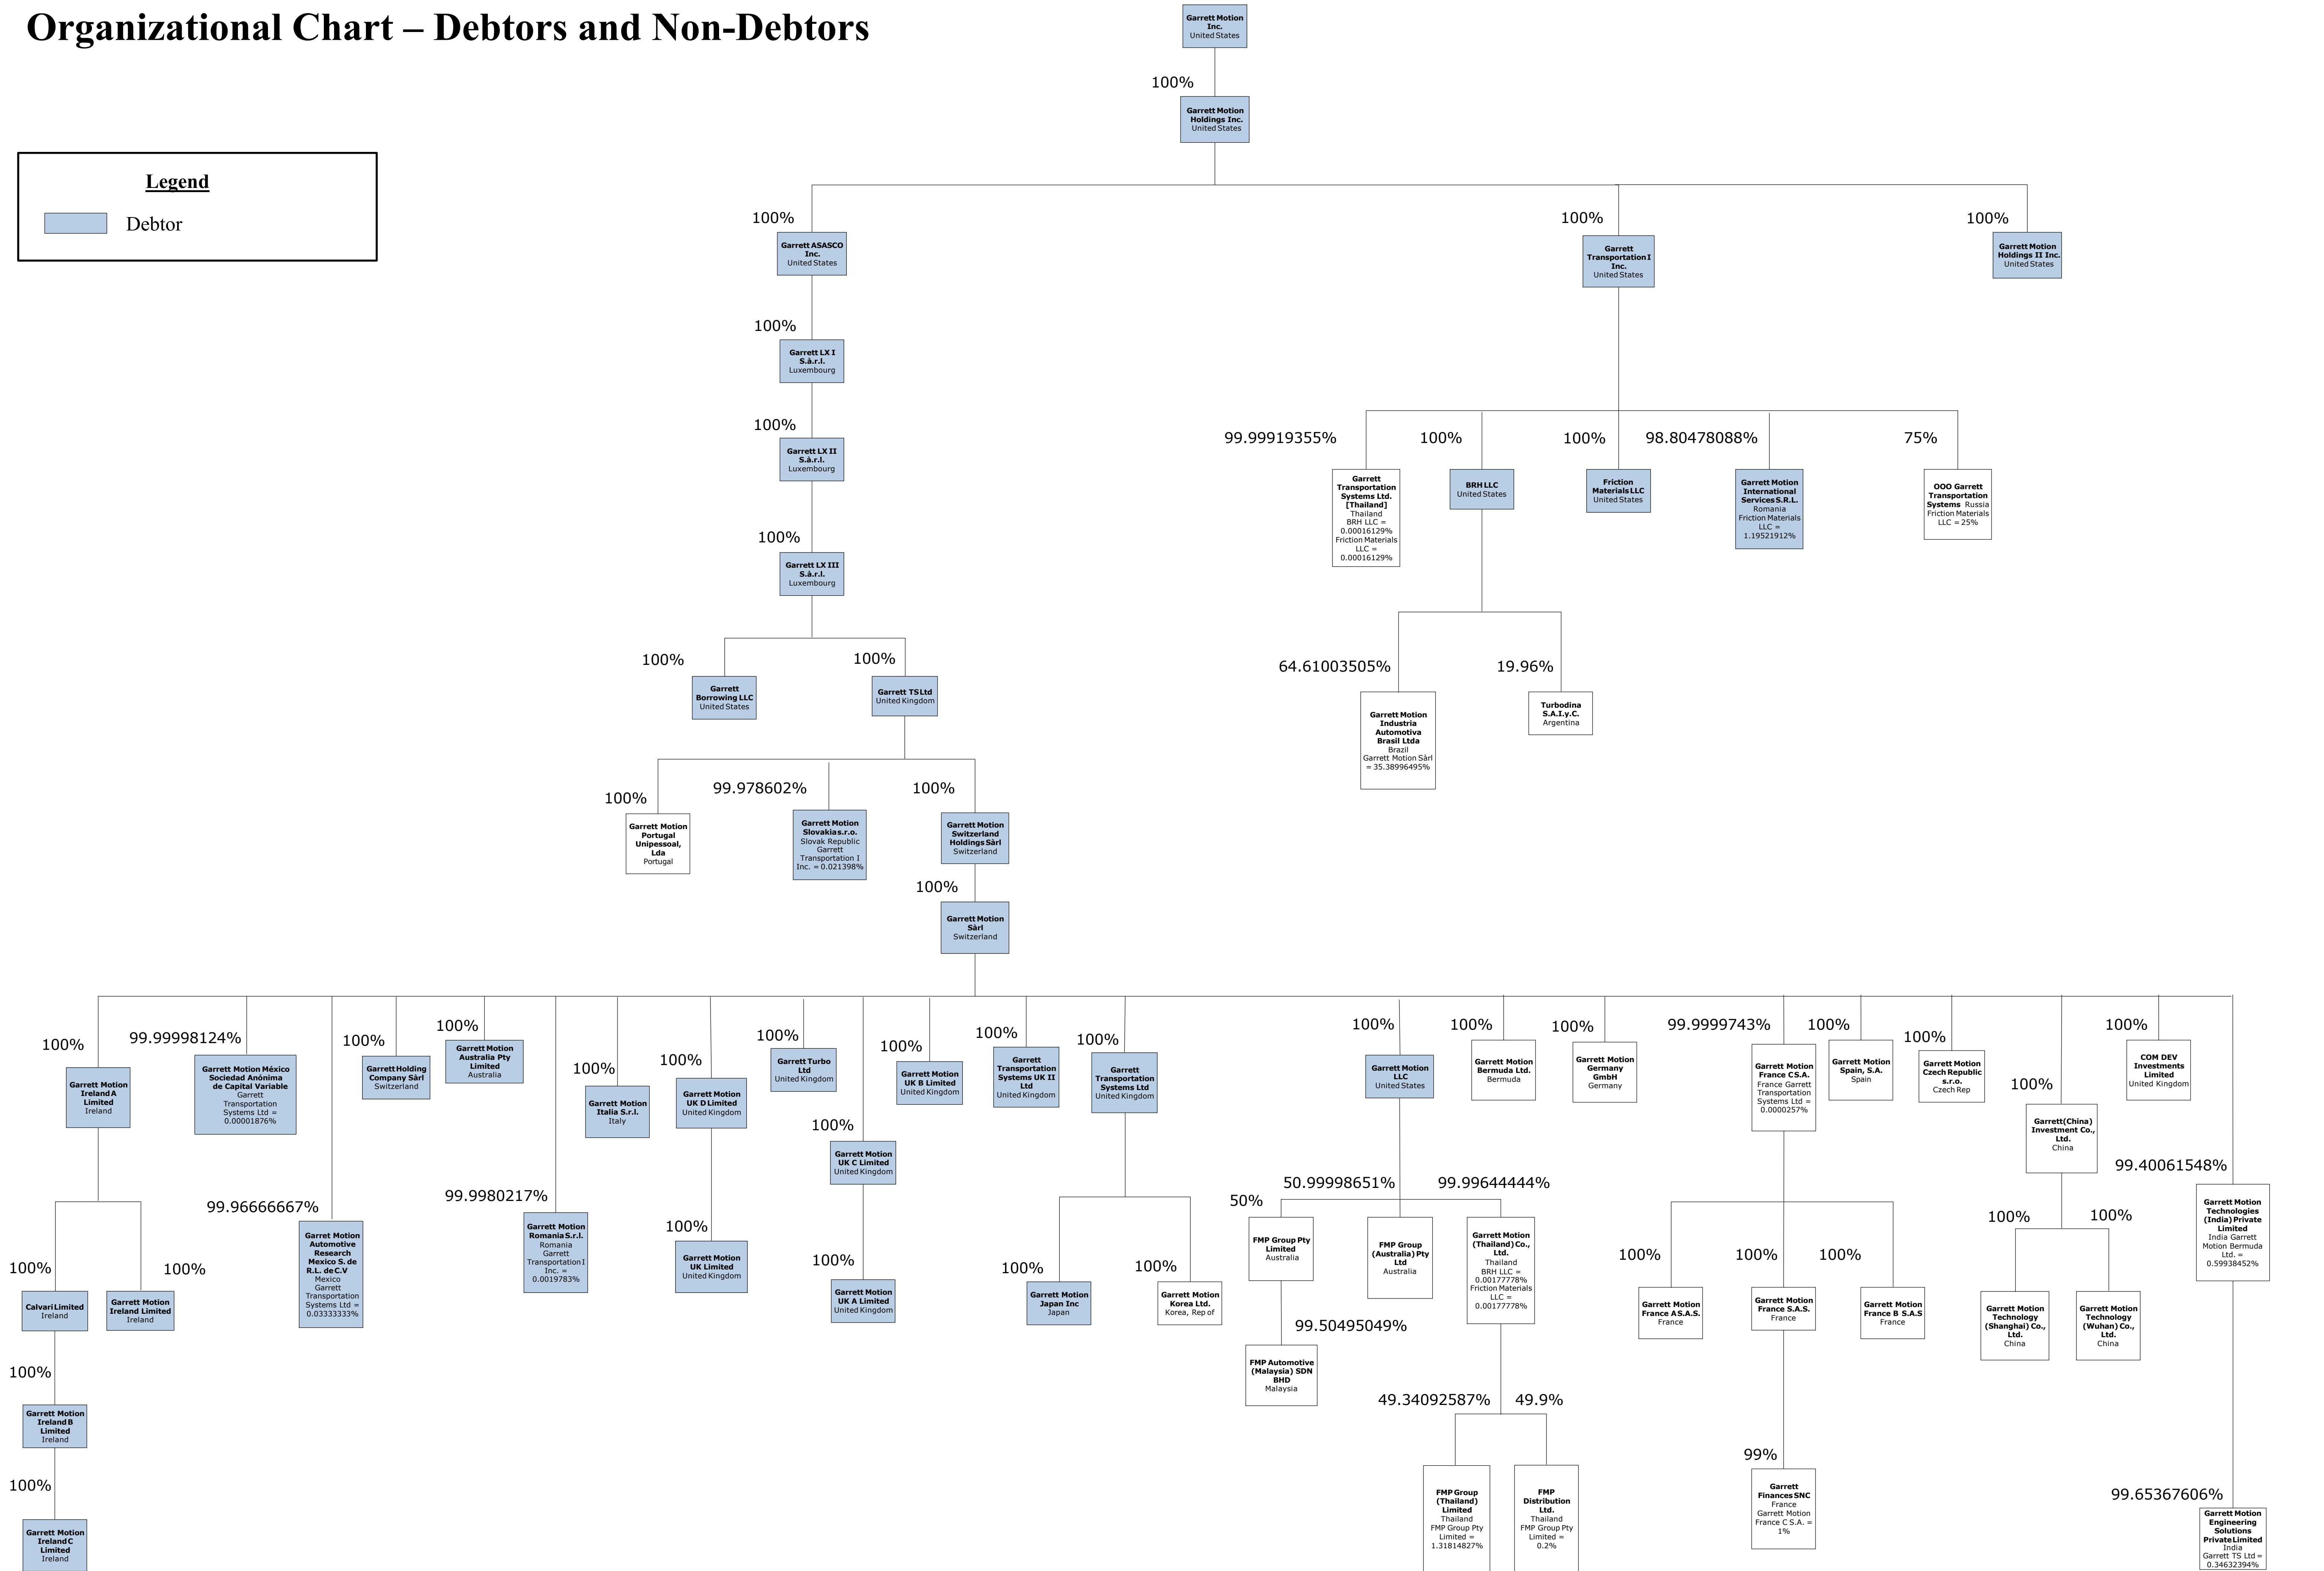 Organizational Chart – Debtors and Non-Debtors
Legend
Debtor
Garrett Motion
Inc.
United States
100%
Garrett Motion
Holdings Inc.
United States
100%
Garrett ASASCO
Inc.
United States
100%
Garrett
Transportation I
Inc.
United States
100%
Garrett Motion
Holdings II Inc.
United States
100%
Garrett LX I
S.à.r.l.
Luxembourg
100%
Garrett LX II
S.à.r.l.
Luxembourg
100%
Garrett LX III
S.à.r.l.
Luxembourg
99.99919355%
Garrett
Transportation
Systems Ltd.
[Thailand]
Thailand
BRH LLC =
0.00016129%
Friction Materials
LLC =
0.00016129%
100%
BRH LLC
United States
100%
Friction
Materials LLC
United States
98.80478088%
Garrett Motion
International
Services S.R.L.
Romania
Friction Materials
LLC =
1.19521912%
75%
OOO Garrett
Transportation
Systems Russia
Friction Materials
LLC = 25%
64.61003505%
Garrett Motion
Industria
Automotiva
Brasil Ltda
Brazil
Garrett Motion Sàrl
= 35.38996495%
19.96%
Turbodina
S.A.I.y.C.
Argentina
100%
Garrett
Borrowing LLC
United States
100%
Garrett TS Ltd
United Kingdom
100%
Garrett Motion
Portugal
Unipessoal,
Lda
Portugal
99.978602%
Garrett Motion
Slovakia s.r.o.
Slovak Republic
Garrett
Transportation I
Inc. = 0.021398%
100%
Garrett Motion
Switzerland
Holdings Sàrl
Switzerland
100%
Garrett Motion
Sàrl
Switzerland
100%
Garrett Motion
Ireland A
Limited
Ireland
99.99998124%
Garrett Motion México
Sociedad Anónima
de Capital Variable
Garrett
Transportation
Systems Ltd =
0.00001876%
100%
Garrett Holding
Company Sàrl
Switzerland
100%
Garrett Motion
Australia Pty
Limited
Australia
100%
Garrett Motion
Italia S.r.l.
Italy
100%
Garrett Motion
UK D Limited
United Kingdom
100%
Garrett Turbo
Ltd
United Kingdom
100%
Garrett Motion
UK B Limited
United Kingdom
100%
Garrett
Transportation
Systems UK II
Ltd
United Kingdom
100%
Garrett
Transportation
Systems Ltd
United Kingdom
100%
Garrett Motion
LLC
United States
100%
Garrett Motion
Bermuda Ltd.
Bermuda
100%
Garrett Motion
Germany
GmbH
Germany
99.9999743%
Garrett Motion
France C S.A.
France Garrett
Transportation
Systems Ltd =
0.0000257%
100%
Garrett Motion
Spain, S.A.
Spain
100%
Garrett Motion
Czech Republic
s.r.o.
Czech Rep
100%
Garrett (China)
Investment Co.,
Ltd.
China
100%
COM DEV
Investments
Limited
United Kingdom
99.40061548%
Garrett Motion
Technologies
(India) Private
Limited
India Garrett
Motion Bermuda
Ltd. =
0.59938452%
99.96666667%
Garret Motion
Automotive
Research
Mexico S. de
R.L. de C.V
Mexico
Garrett
Transportation
Systems Ltd =
0.03333333%
99.9980217%
Garrett Motion
Romania S.r.l.
Romania
Garrett
Transportation I
Inc. =
0.0019783%
100%
Garrett Motion
UK Limited
United Kingdom
100%
Garrett Motion
UK C Limited
United Kingdom
100%
Garrett Motion
UK A Limited
United Kingdom
100%
Garrett Motion
Japan Inc
Japan
100%
Garrett Motion
Korea Ltd.
Korea, Rep of
50%
FMP Group Pty
Limited
Australia
50.99998651%
FMP Group
(Australia) Pty
Ltd
Australia
99.99644444%
Garrett Motion
(Thailand) Co.,
Ltd.
Thailand
BRH LLC =
0.00177778%
Friction Materials
LLC =
0.00177778%
99.50495049%
FMP Automotive
(Malaysia) SDN
BHD
Malaysia
49.34092587%
FMP Group
(Thailand)
Limited
Thailand
FMP Group Pty
Limited =
1.31814827%
49.9%
FMP
Distribution
Ltd.
Thailand
FMP Group Pty
Limited =
0.2%
100%
Garrett Motion
France A S.A.S.
France
100%
Garrett Motion
France S.A.S.
France
100%
Garrett Motion
France B S.A.S
France
99%
Garrett
Finances SNC
France
Garrett Motion
France C S.A. =
1%
100%
Garrett Motion
Technology
(Shanghai) Co.,
Ltd.
China
100%
Garrett Motion
Technology
(Wuhan) Co.,
Ltd.
China
99.65367606%
Garrett Motion
Engineering
Solutions
Private Limited
India
Garrett TS Ltd =
0.34632394%
100%
Calvari Limited
Ireland
100%
Garrett Motion
Ireland Limited
Ireland
100%
Garrett Motion
Ireland B
Limited
Ireland
100%
Garrett Motion
Ireland C
Limited
Ireland